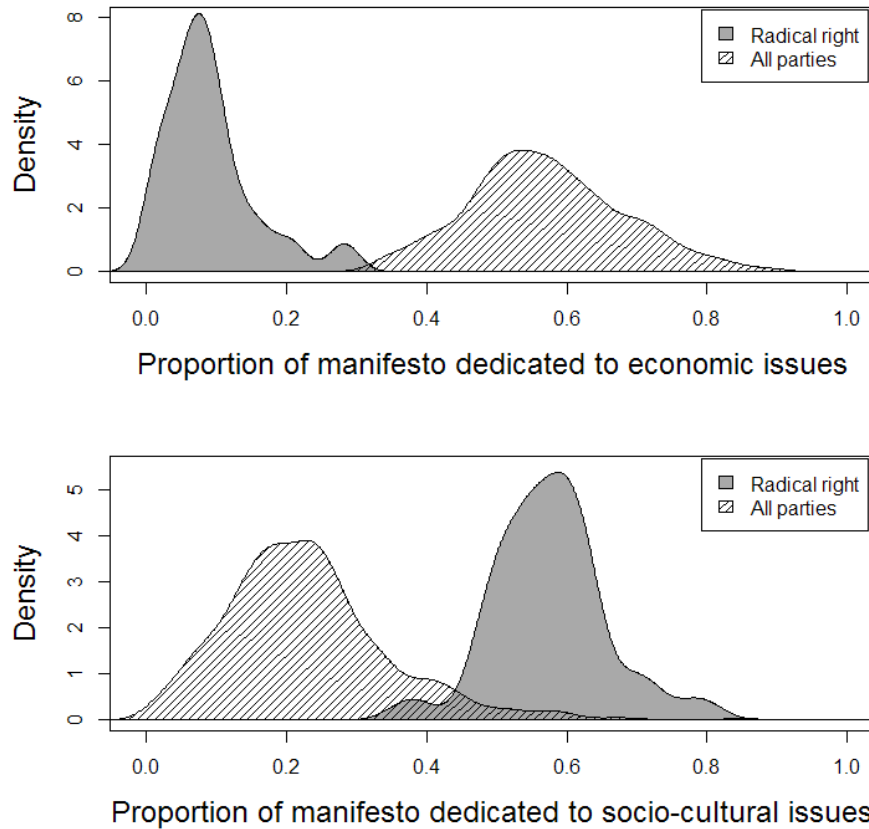 Radical right
All parties
Density
8
6
4
2
0
0.0 0.2 0.4 0.6 0.8 1.0
Proportion of manifesto dedicated to economic issues
Radical right
All parties
Density
5
4
3
2
1
0
0.0 0.2 0.4 0.6 0.8 1.0
Proportion of manifesto dedicated to socio-cultural issues